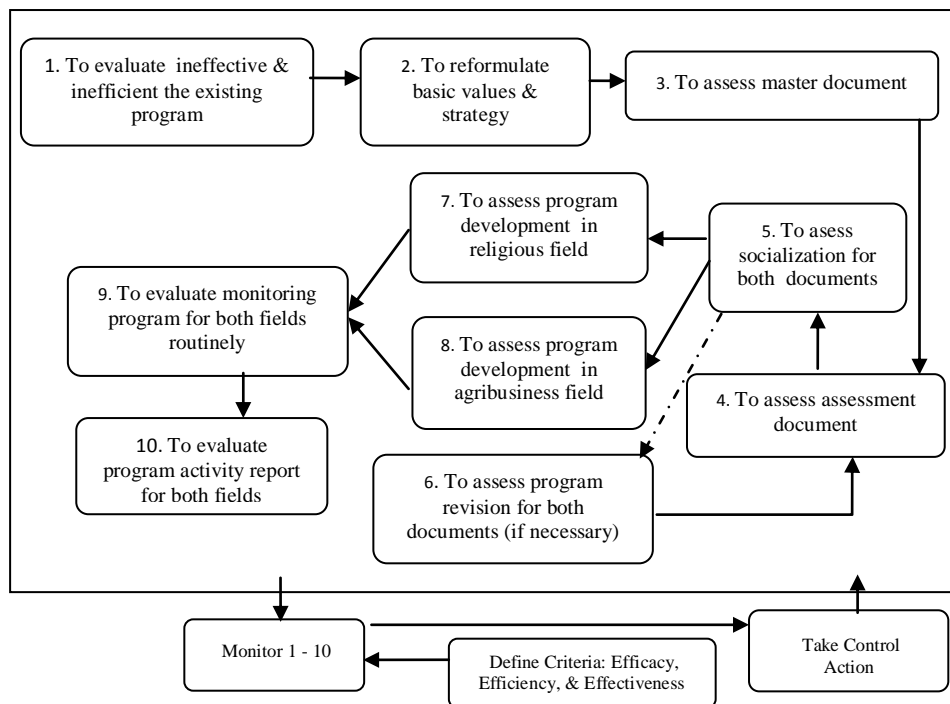 1. To evaluate ineffective &
inefficient the existing
program
2. To reformulate
basic values &
strategy
3. To assess master document
4. To assess assessment
document
5. To asess
socialization for
both documents
6. To assess program
revision for both
documents (if necessary)
7. To assess program
development in
religious field
8. To assess program
development in
agribusiness field
9. To evaluate monitoring
program for both fields
routinely
10. To evaluate
program activity report
for both fields
Monitor 1 - 10
Define Criteria: Efficacy,
Efficiency, & Effectiveness
Take Control
Action